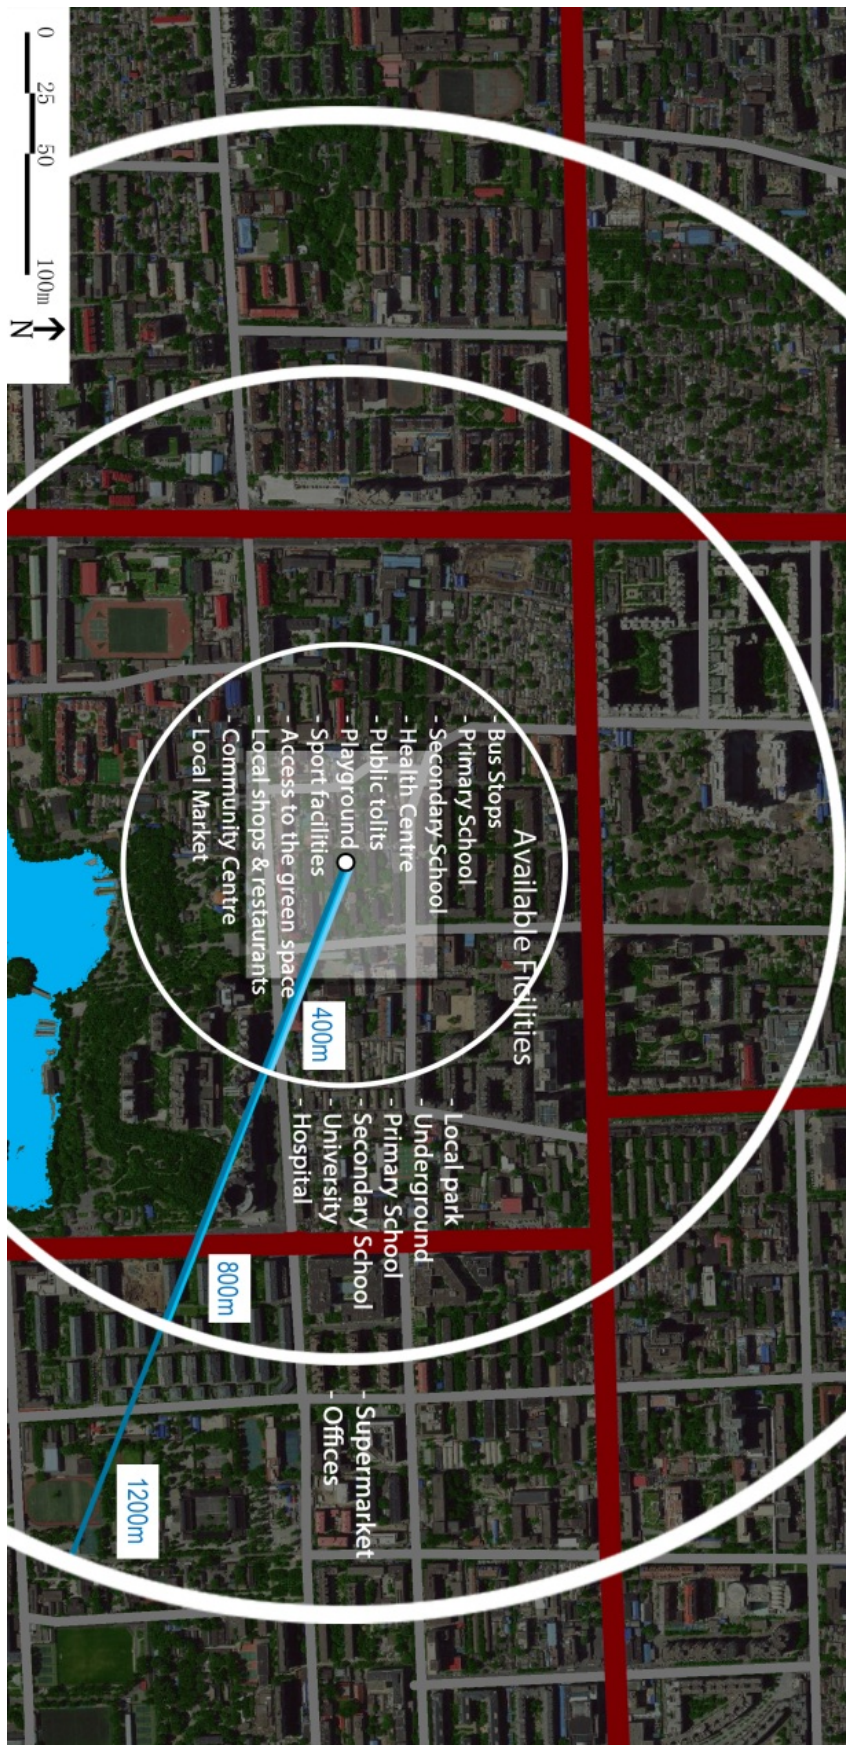 Available Ficilities
- Bus Stops
- Primary School
- Secondary School
- Health Centre
- Public tolits
- Playground
- Sport facilities
- Access to the green space
- Local shops & restaurants
- Community Centre
- Local Market
400m
- Local park
- Underground
- Primary School
- Secondary School
- University
- Hospital
800m
- Supermarket
- Offices
1200m
0 25 50 100m
N